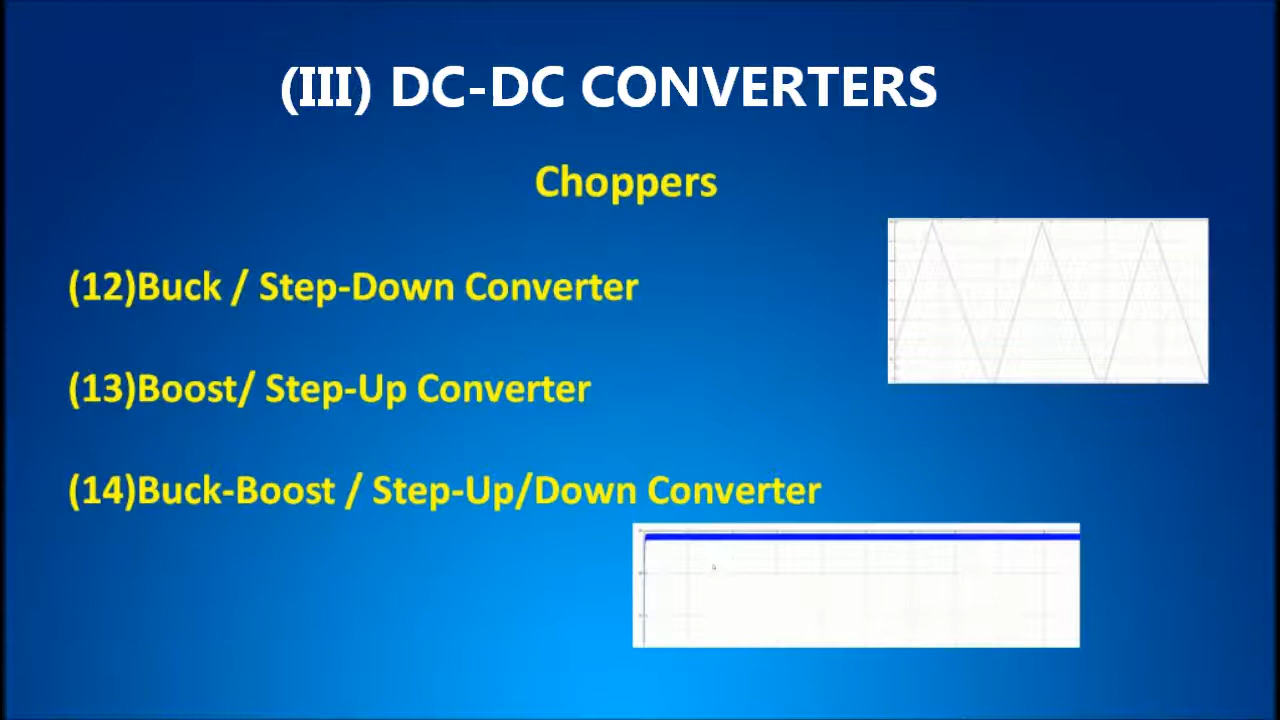 (III) DC-DC CONVERTERS
Choppers
(12)Buck / Step-Down Converter
(13)Boost/ Step-Up Converter
(14)Buck-Boost / Step-Up/Down Converter